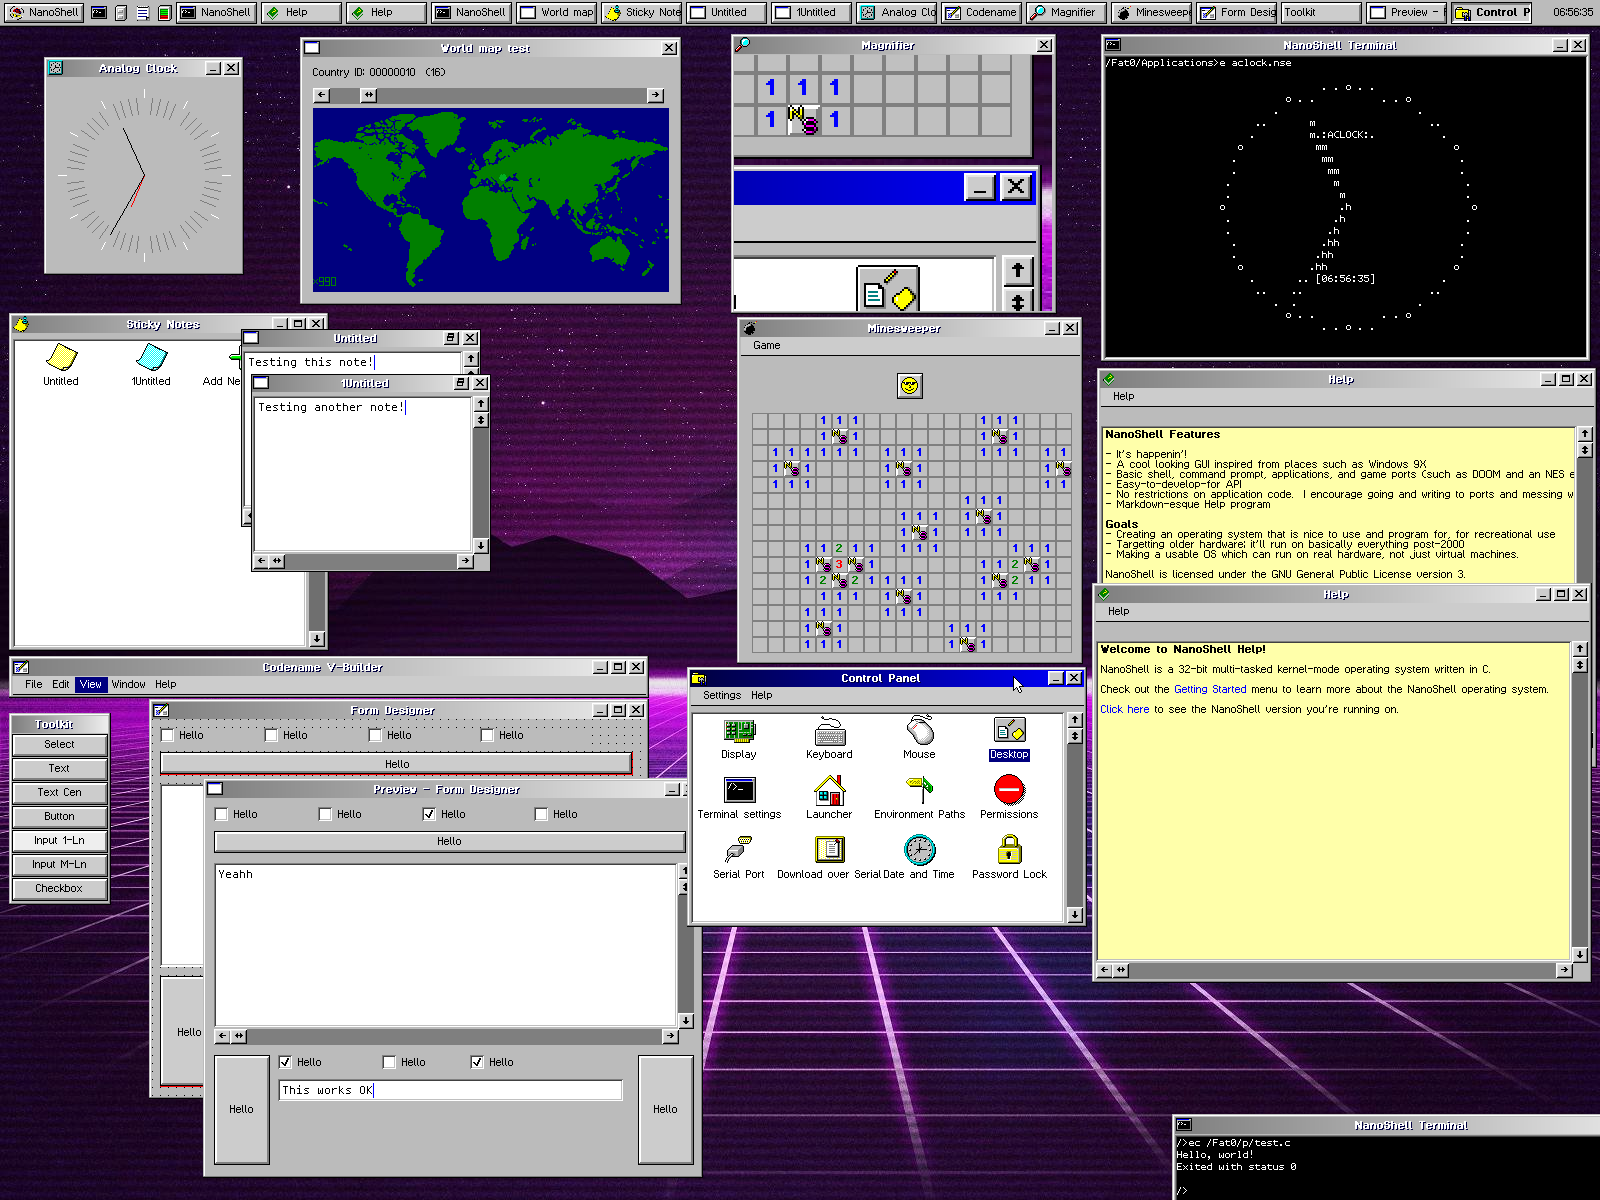 NanoShell
NanoShell
Help
Help
NanoShell
World map
Sticky Note
Untitled
1Untitled
Analog Clo
Codename
Magnifier
Minesweepe
Form Desig
Toolkit
Preview -
Control P
06:56:35
Analog Clock
World map test
Country ID: 00000010 (16)
×990
Magnifier
1 1 1
1 1
NanoShell Terminal
/Fat0/Applications>e aclock.nse
.:ACLOCK:.
[06:56:35]
Sticky Notes
Untitled
1Untitled
Add Ne
Untitled
Testing this note!
1Untitled
Testing another note!
Minesweeper
Game
Help
Help
NanoShell Features
- It's happenin'!
- A cool looking GUI inspired from places such as Windows 9X
- Basic shell, command prompt, applications, and game ports (such as DOOM and an NES e
- Easy-to-develop-for API
- No restrictions on application code. I encourage going and writing to ports and messing w
- Markdown-esque Help program
Goals
- Creating an operating system that is nice to use and program for, for recreational use
- Targetting older hardware; it'll run on basically everything post-2000
- Making a usable OS which can run on real hardware, not just virtual machines.
NanoShell is licensed under the GNU General Public License version 3.
Help
Help
Welcome to NanoShell Help!
NanoShell is a 32-bit multi-tasked kernel-mode operating system written in C.
Check out the Getting Started menu to learn more about the NanoShell operating system.
Click here to see the NanoShell version you're running on.
Codename V-Builder
File Edit View Window Help
Toolkit
Select
Text
Text Cen
Button
Input 1-Ln
Input M-Ln
Checkbox
Form Designer
Hello Hello Hello Hello
Hello
Hello
Preview - Form Designer
Hello Hello Hello Hello
Hello
Yeahh
Hello Hello Hello
This works OK
Hello
Hello
Control Panel
Settings Help
Display Keyboard Mouse Desktop
Terminal settings Launcher Environment Paths Permissions
Serial Port Download over Serial Date and Time Password Lock
NanoShell Terminal
/>ec /Fat0/p/test.c
Hello, world!
Exited with status 0
/>